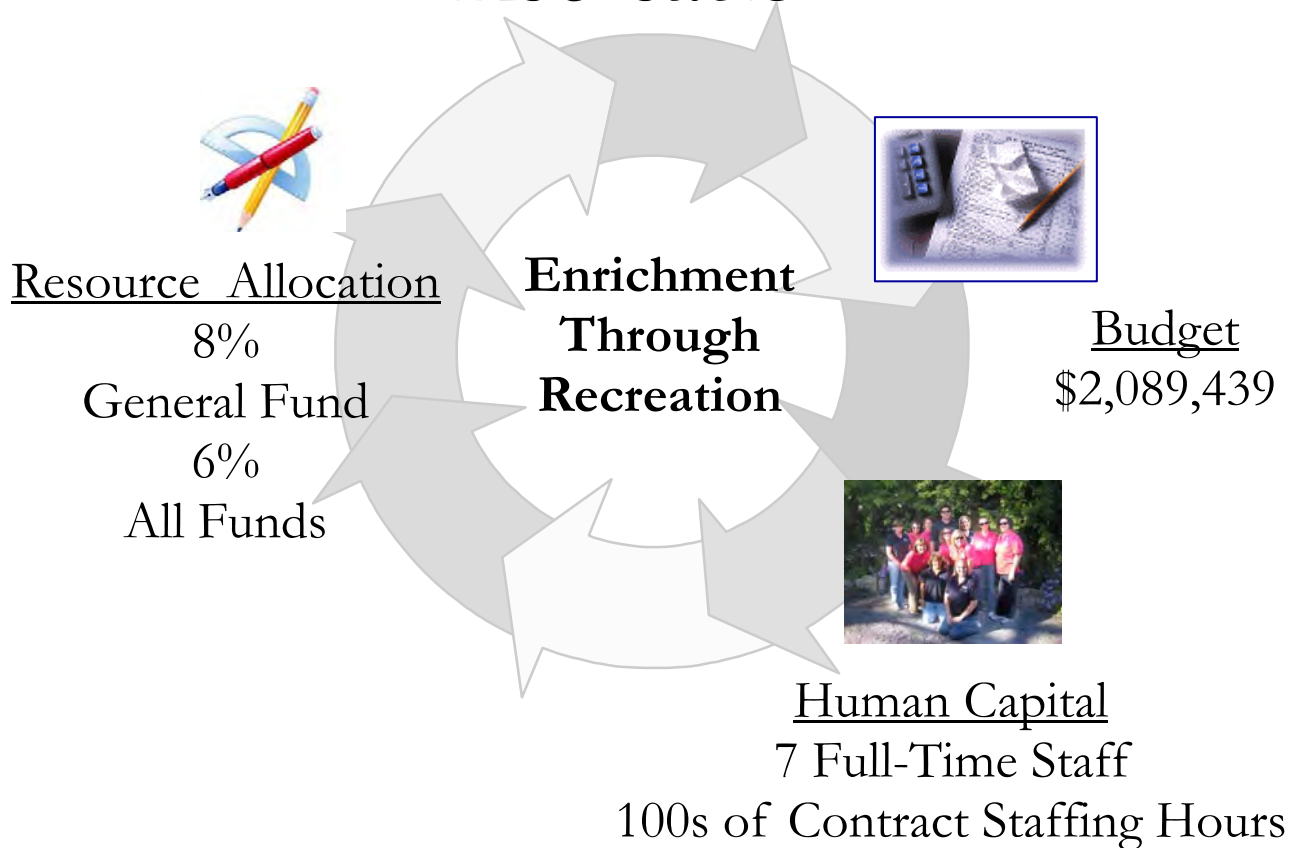 Resource Allocation
8%
General Fund
6%
All Funds
Enrichment
Through
Recreation
Budget
$2,089,439
Human Capital
7 Full-Time Staff
100s of Contract Staffing Hours